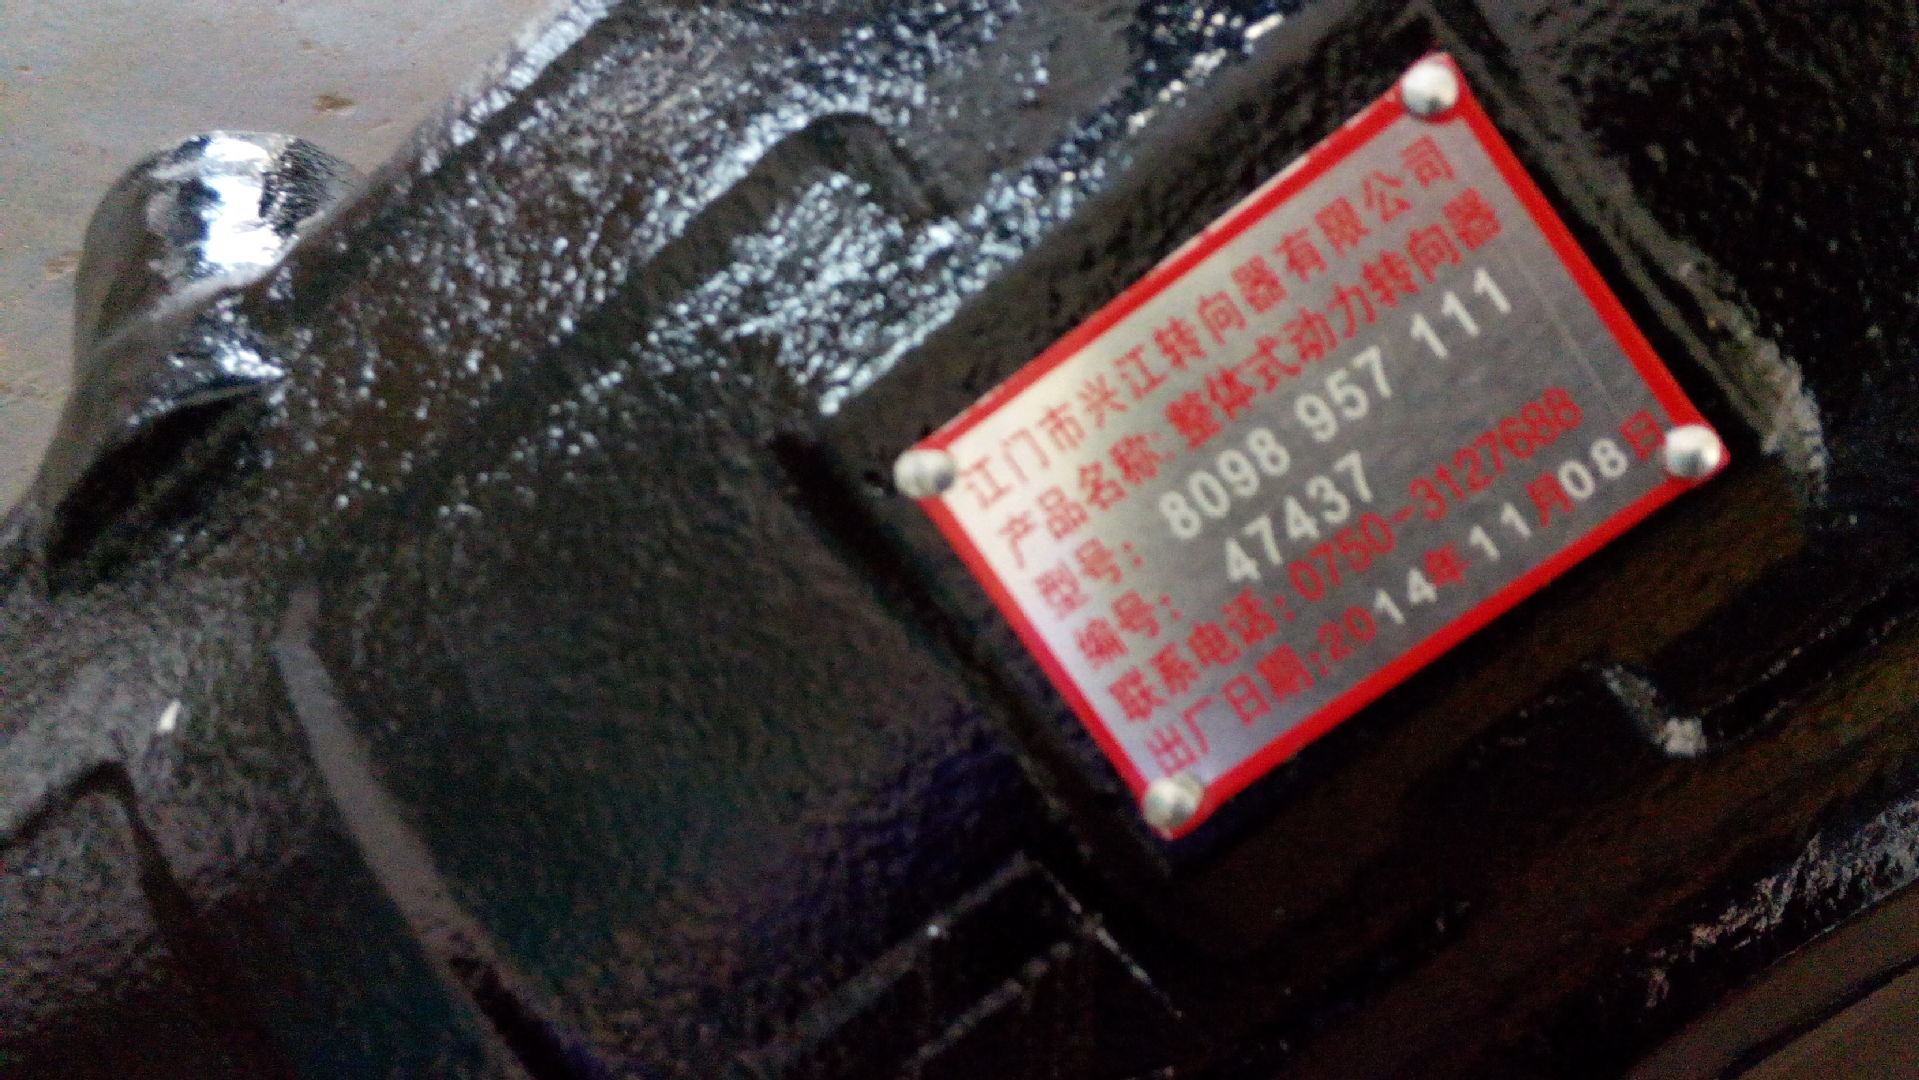 江门市兴江转向器有限公司
产品名称: 整体式动力转向器
型号: 8098 957 111
编号: 47437
联系电话: 0750-3127688
出厂日期:2014年11月08日